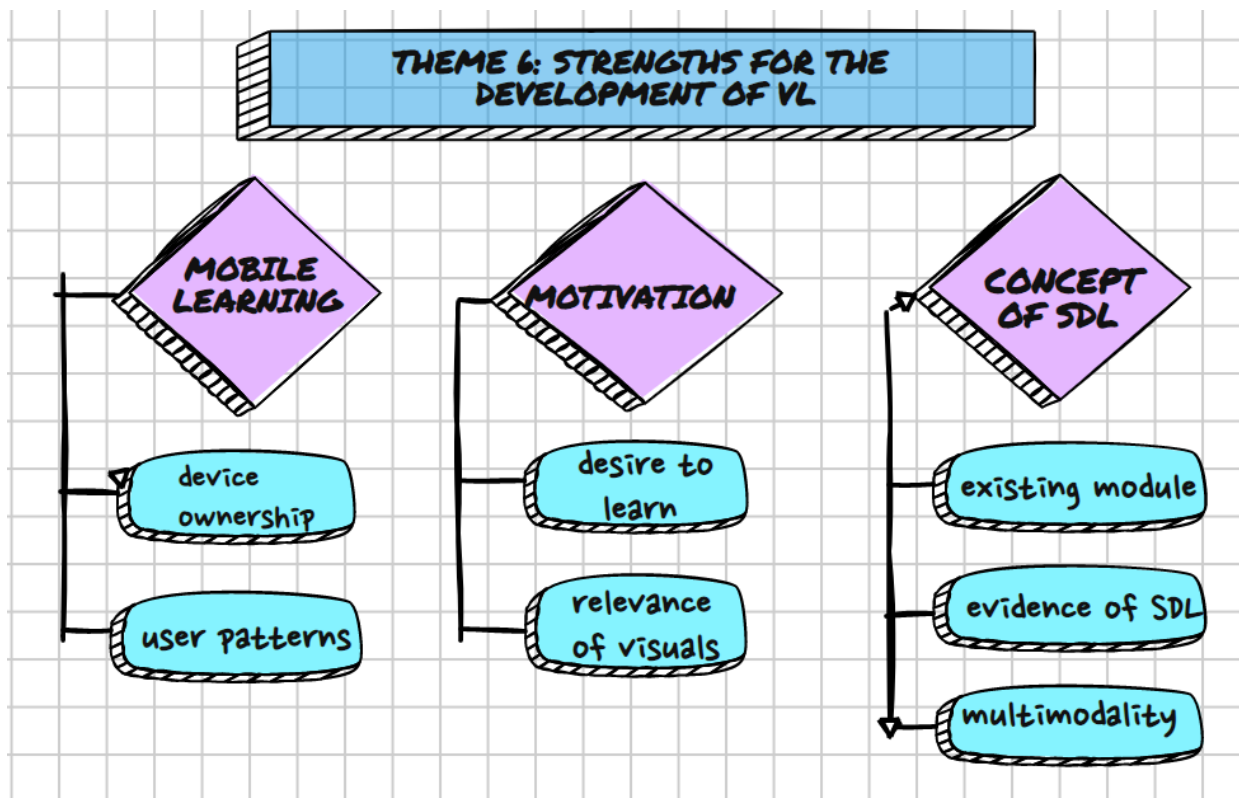 THEME 6: STRENGTHS FOR THE
DEVELOPMENT OF VL
MOBILE
LEARNING
device
ownership
user patterns
MOTIVATION
desire to
learn
relevance
of visuals
CONCEPT
OF SDL
existing module
evidence of SDL
multimodality